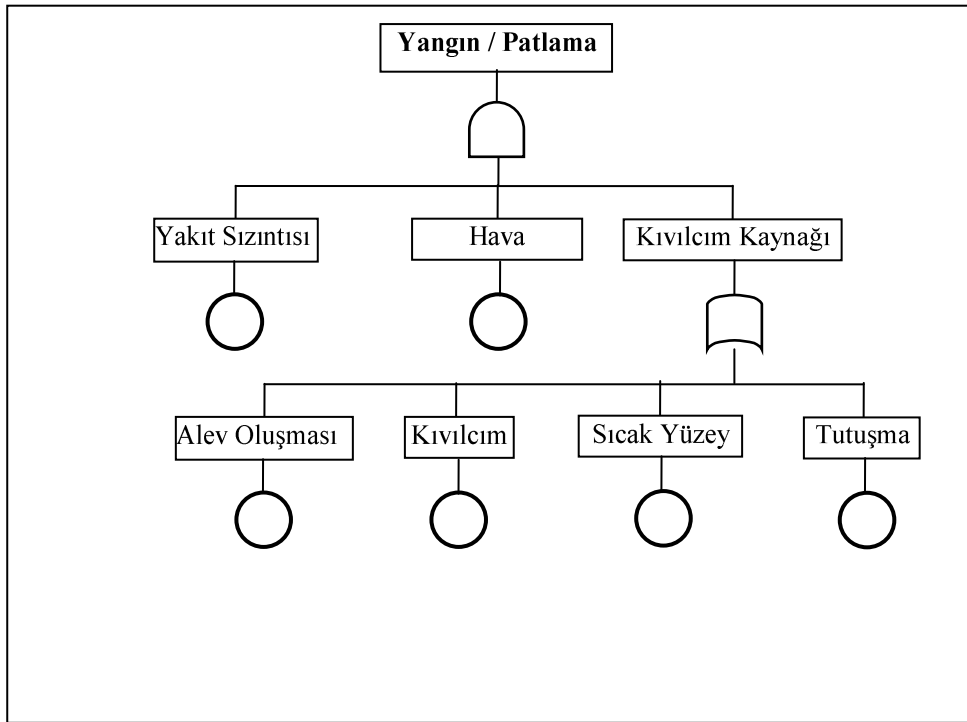 Yangın / Patlama
Yakıt Sızıntısı
Hava
Kıvılcım Kaynağı
Alev Oluşması
Kıvılcım
Sıcak Yüzey
Tutuşma